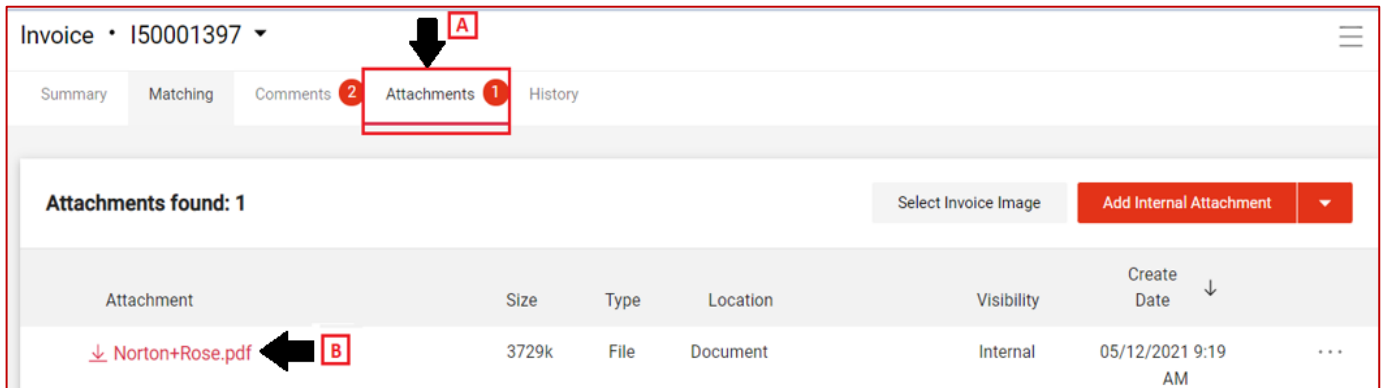 Invoice • I50001397
A
Summary Matching Comments 2 Attachments 1 History
Attachments found: 1
Select Invoice Image Add Internal Attachment
Attachment Size Type Location Visibility Create Date
Norton+Rose.pdf B 3729k File Document Internal 05/12/2021 9:19
AM